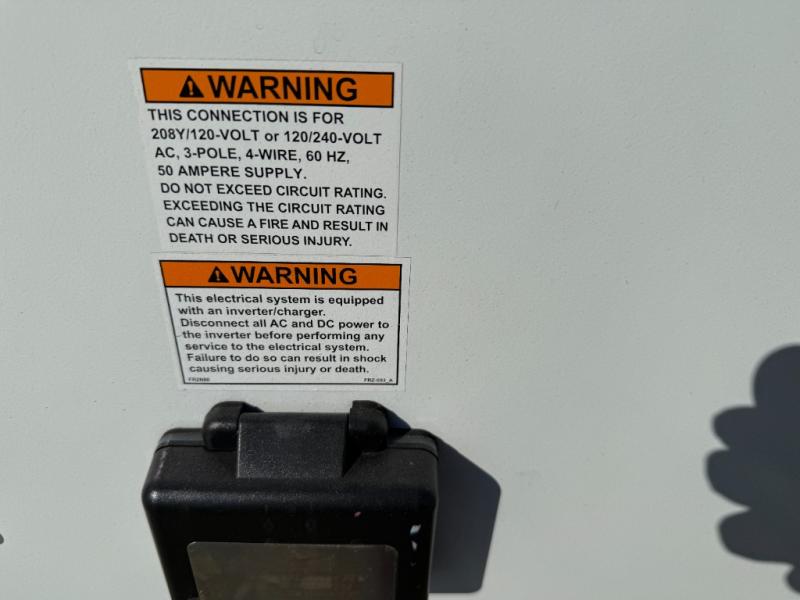 WARNING
THIS CONNECTION IS FOR
208Y/120-VOLT or 120/240-VOLT
AC, 3-POLE, 4-WIRE, 60 HZ,
50 AMPERE SUPPLY.
DO NOT EXCEED CIRCUIT RATING.
EXCEEDING THE CIRCUIT RATING
CAN CAUSE A FIRE AND RESULT IN
DEATH OR SERIOUS INJURY.
WARNING
This electrical system is equipped
with an inverter/charger.
Disconnect all AC and DC power to
the inverter before performing any
service to the electrical system.
Failure to do so can result in shock
causing serious injury or death.